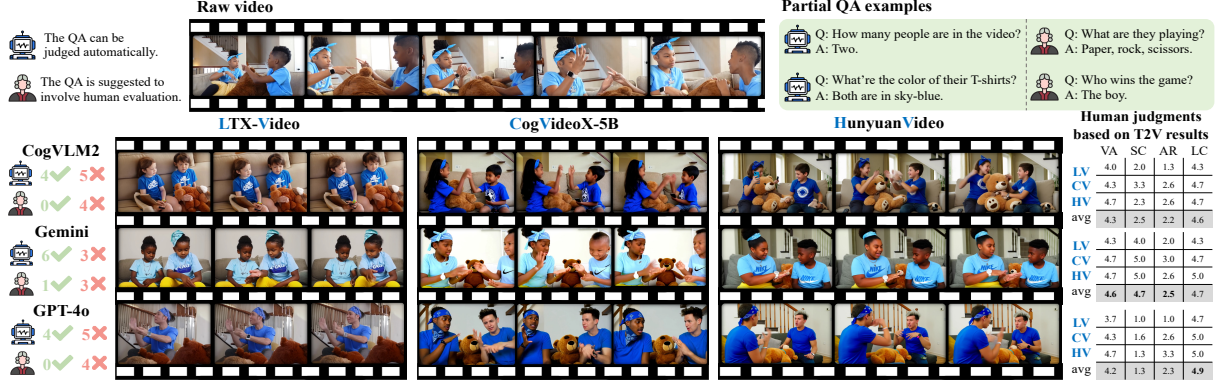 Raw video
Partial QA examples
The QA can be
judged automatically.
The QA is suggested to
involve human evaluation.
Q: How many people are in the video?
A: Two.
Q: What're the color of their T-shirts?
A: Both are in sky-blue.
Q: What are they playing?
A: Paper, rock, scissors.
Q: Who wins the game?
A: The boy.
LTX-Video
CogVideoX-5B
HunyuanVideo
Human judgments
based on T2V results
VA SC AR LC
CogVLM2
4 5
0 4
LV 4.0 2.0 1.3 4.3
CV 4.3 3.3 2.6 4.7
HV 4.7 2.3 2.6 4.7
avg 4.3 2.5 2.2 4.6
Gemini
6 3
1 3
LV 4.3 4.0 2.0 4.3
CV 4.7 5.0 3.0 4.7
HV 4.7 5.0 2.6 5.0
avg 4.6 4.7 2.5 4.7
GPT-4o
4 5
0 4
LV 3.7 1.0 1.0 4.7
CV 4.3 1.6 2.6 5.0
HV 4.7 1.3 3.3 5.0
avg 4.2 1.3 2.3 4.9